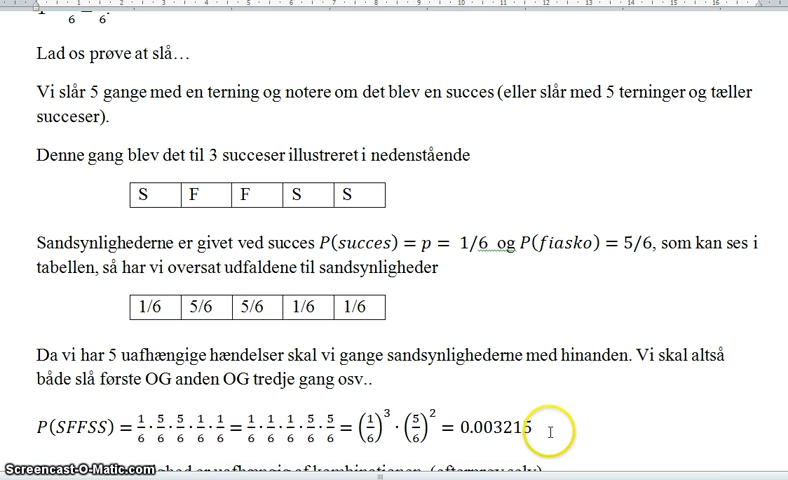 6 6
Lad os prøve at slå…
Vi slår 5 gange med en terning og notere om det blev en succes (eller slår med 5 terninger og tæller
succeser).
Denne gang blev det til 3 succeser illustreret i nedenstående
S F F S S
Sandsynlighederne er givet ved succes P(succes) = p = 1/6 og P(fiasko) = 5/6, som kan ses i
tabellen, så har vi oversat udfaldene til sandsynligheder
1/6 5/6 5/6 1/6 1/6
Da vi har 5 uafhængige hændelser skal vi gange sandsynlighederne med hinanden. Vi skal altså
både slå første OG anden OG tredje gang osv..
P(SFFSS) = 1/6 · 5/6 · 5/6 · 1/6 · 1/6 = 1/6 · 1/6 · 1/6 · 5/6 · 5/6 = (1/6)³ · (5/6)² = 0.003215
Screencast-O-Matic.com